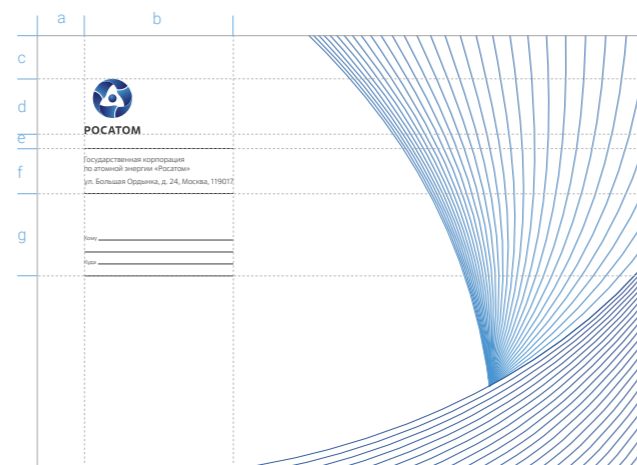 a
b
c
d
РОСАТОМ
e
Государственная корпорация
по атомной энергии «Росатом»
f
ул. Большая Ордынка, д. 24, Москва, 119017
g
Кому
Куда